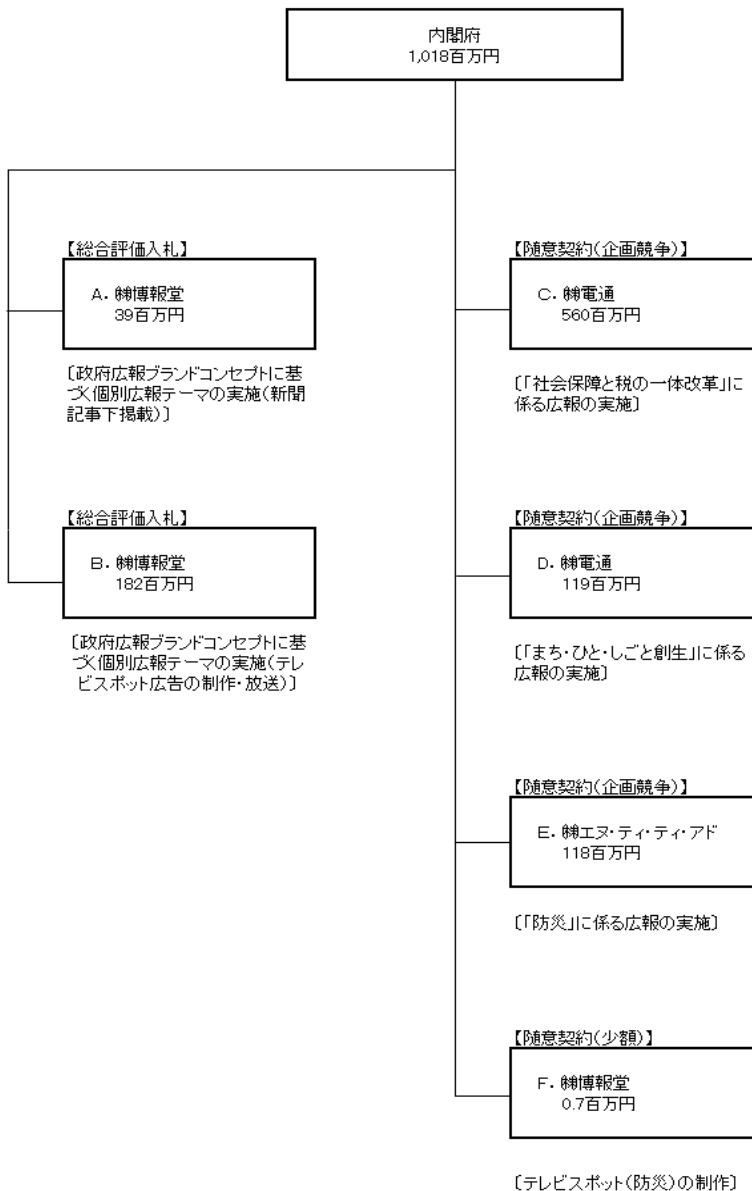 内閣府
1,018百万円
【総合評価入札】
A．㈱博報堂
39百万円
〔政府広報ブランドコンセプトに基
づく個別広報テーマの実施（新聞
記事下掲載）〕
【総合評価入札】
B．㈱博報堂
182百万円
〔政府広報ブランドコンセプトに基
づく個別広報テーマの実施（テレ
ビスポット広告の制作・放送）〕
【随意契約（企画競争）】
C．㈱電通
560百万円
〔「社会保障と税の一体改革」に
係る広報の実施〕
【随意契約（企画競争）】
D．㈱電通
119百万円
〔「まち・ひと・しごと創生」に係る
広報の実施〕
【随意契約（企画競争）】
E．㈱エヌ・ティ・ティ・アド
118百万円
〔「防災」に係る広報の実施〕
【随意契約（少額）】
F．㈱博報堂
0.7百万円
〔テレビスポット（防災）の制作〕